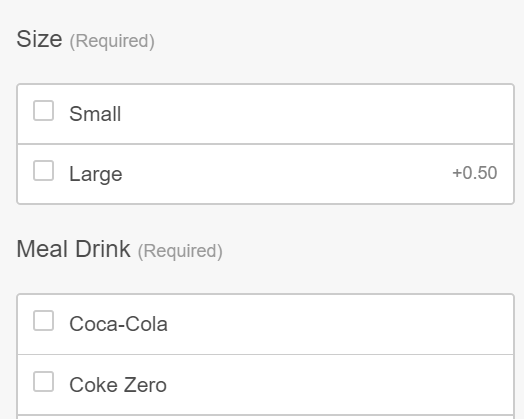 Size (Required)
Small
Large +0.50
Meal Drink (Required)
Coca-Cola
Coke Zero